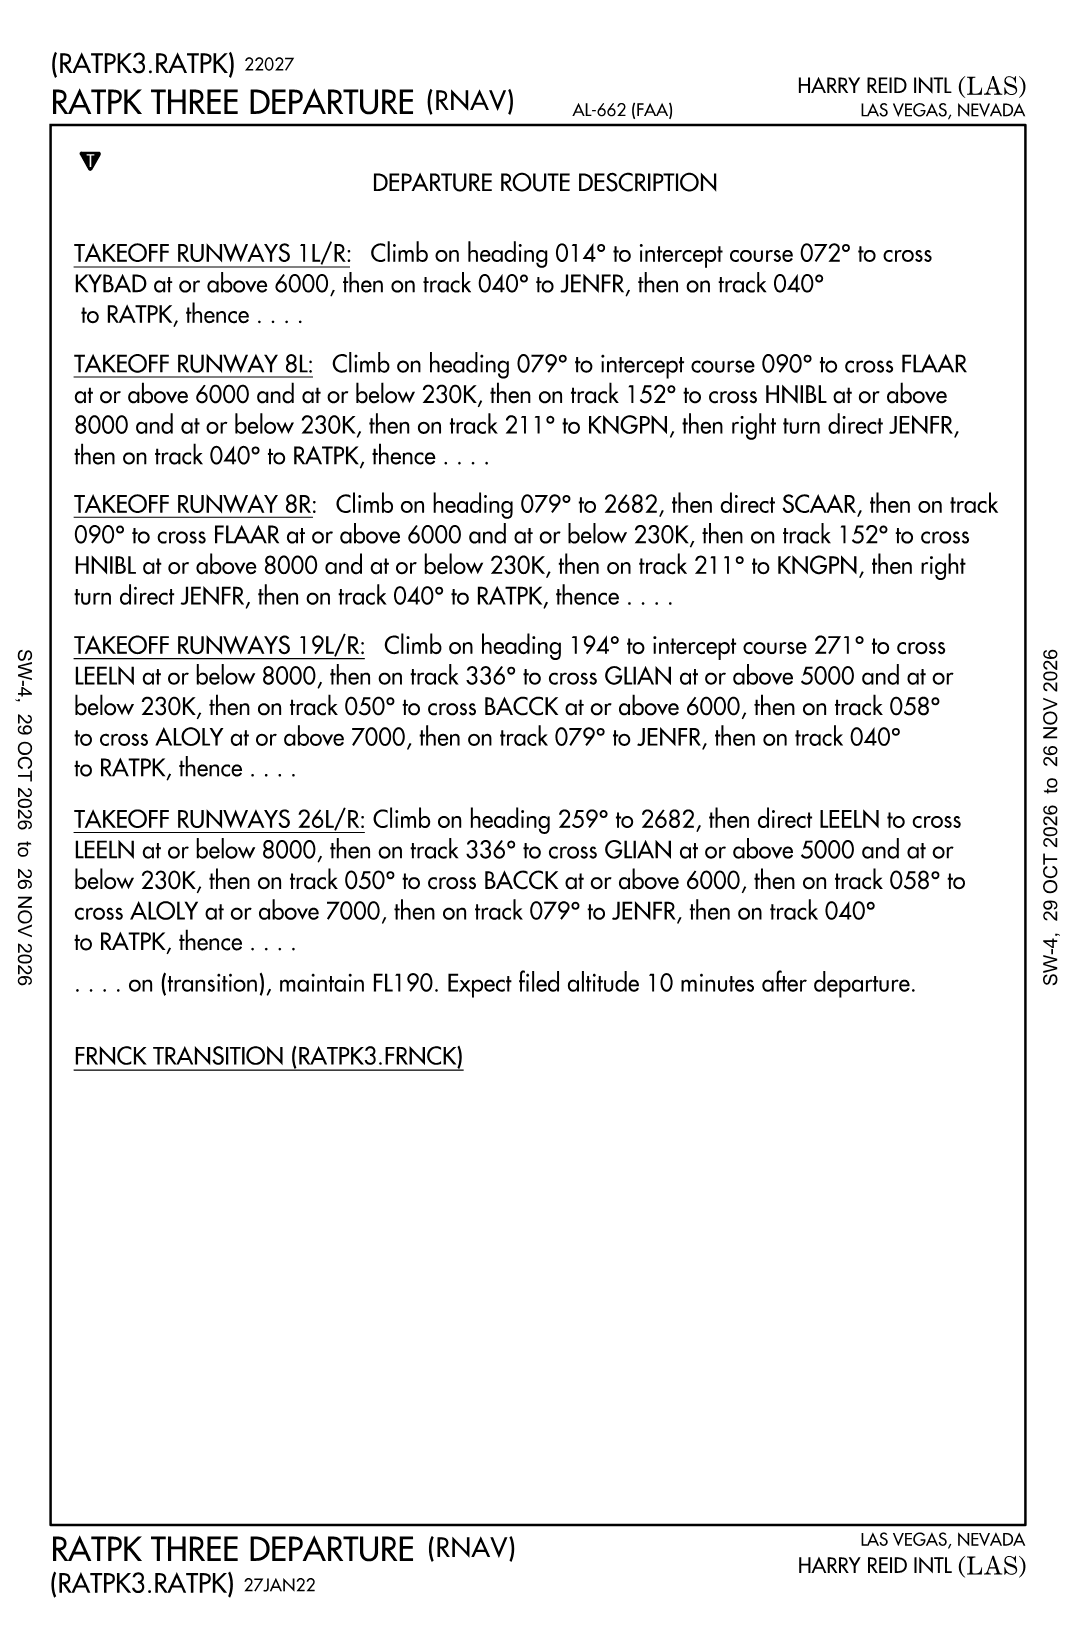 (RATPK3.RATPK) 22027
RATPK THREE DEPARTURE (RNAV)
AL-662 (FAA)
HARRY REID INTL (LAS)
LAS VEGAS, NEVADA
T
DEPARTURE ROUTE DESCRIPTION
TAKEOFF RUNWAYS 1L/R: Climb on heading 014° to intercept course 072° to cross
KYBAD at or above 6000, then on track 040° to JENFR, then on track 040°
to RATPK, thence . . . .
TAKEOFF RUNWAY 8L: Climb on heading 079° to intercept course 090° to cross FLAAR
at or above 6000 and at or below 230K, then on track 152° to cross HNIBL at or above
8000 and at or below 230K, then on track 211° to KNGPN, then right turn direct JENFR,
then on track 040° to RATPK, thence . . . .
TAKEOFF RUNWAY 8R: Climb on heading 079° to 2682, then direct SCAAR, then on track
090° to cross FLAAR at or above 6000 and at or below 230K, then on track 152° to cross
HNIBL at or above 8000 and at or below 230K, then on track 211° to KNGPN, then right
turn direct JENFR, then on track 040° to RATPK, thence . . . .
TAKEOFF RUNWAYS 19L/R: Climb on heading 194° to intercept course 271° to cross
LEELN at or below 8000, then on track 336° to cross GLIAN at or above 5000 and at or
below 230K, then on track 050° to cross BACCK at or above 6000, then on track 058°
to cross ALOLY at or above 7000, then on track 079° to JENFR, then on track 040°
to RATPK, thence . . . .
TAKEOFF RUNWAYS 26L/R: Climb on heading 259° to 2682, then direct LEELN to cross
LEELN at or below 8000, then on track 336° to cross GLIAN at or above 5000 and at or
below 230K, then on track 050° to cross BACCK at or above 6000, then on track 058° to
cross ALOLY at or above 7000, then on track 079° to JENFR, then on track 040°
to RATPK, thence . . . .
. . . . on (transition), maintain FL190. Expect filed altitude 10 minutes after departure.
FRNCK TRANSITION (RATPK3.FRNCK)
SW-4, 29 OCT 2026 to 26 NOV 2026
SW-4, 29 OCT 2026 to 26 NOV 2026
RATPK THREE DEPARTURE (RNAV)
(RATPK3.RATPK) 27JAN22
LAS VEGAS, NEVADA
HARRY REID INTL (LAS)